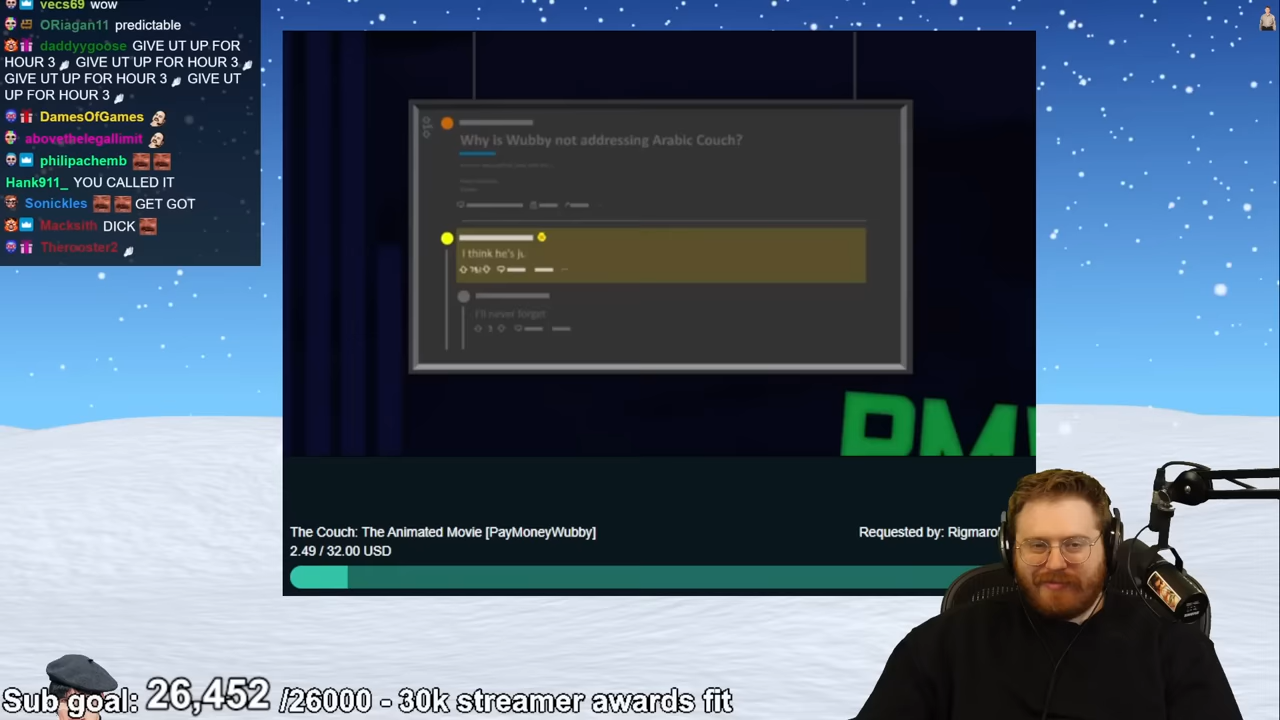 vecs69 wow
ORiagan11 predictable
daddyygoose GIVE UT UP FOR
HOUR 3 GIVE UT UP FOR HOUR 3
GIVE UT UP FOR HOUR 3 GIVE UT
UP FOR HOUR 3
DamesOfGames
abovethelegallimit
philipachemb
Hank911_ YOU CALLED IT
Sonickles GET GOT
Macksith DICK
Therooster2
Why is Wubby not addressing Arabic Couch?
I think he's ju
I'll never forget
3
PM
The Couch: The Animated Movie [PayMoneyWubby]
Requested by: Rigmaro
2.49 / 32.00 USD
Sub goal: 26,452 /26000 - 30k streamer awards fit